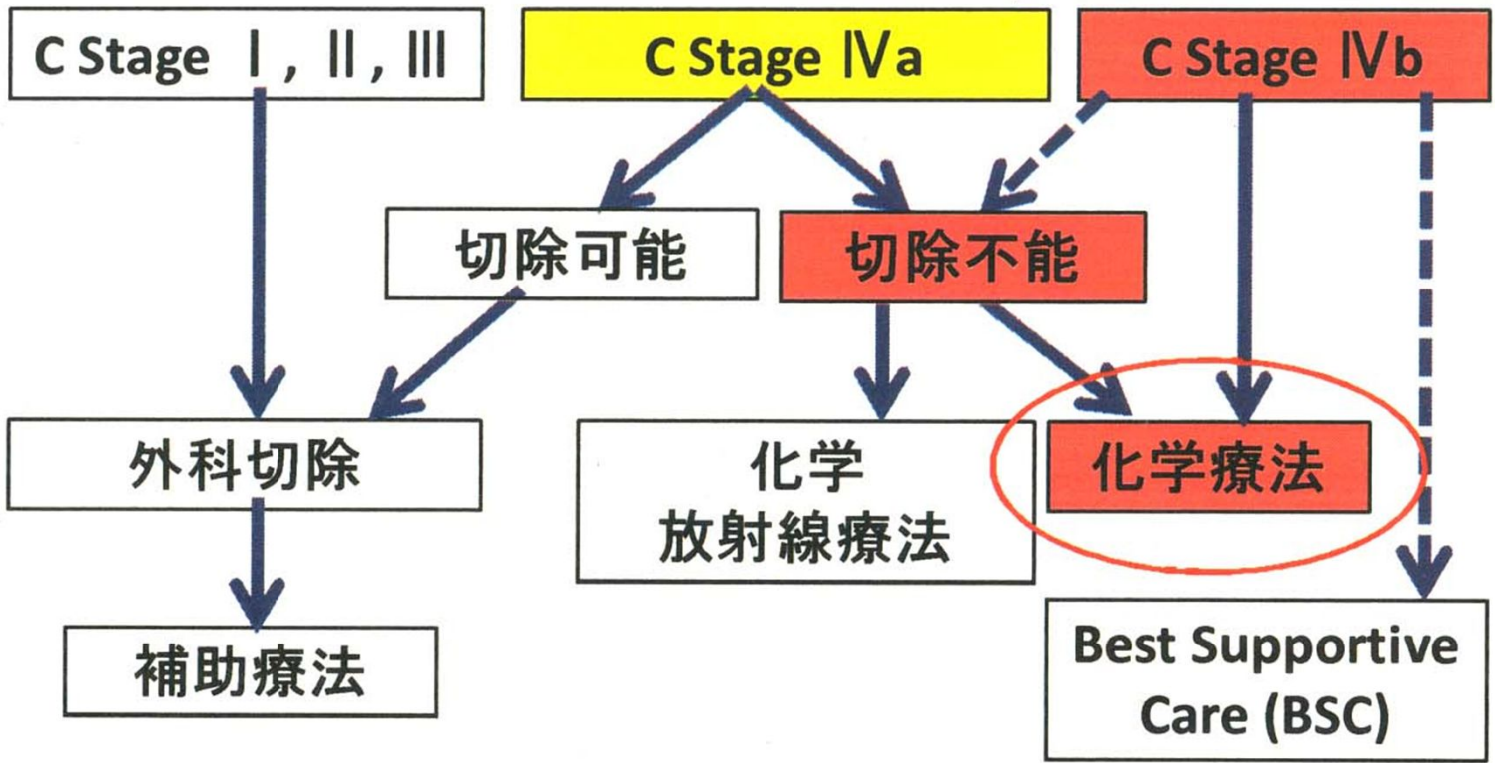 C Stage Ⅰ, Ⅱ, Ⅲ
C Stage Ⅳa
C Stage Ⅳb
切除可能
切除不能
外科切除
化学
放射線療法
化学療法
補助療法
Best Supportive
Care (BSC)